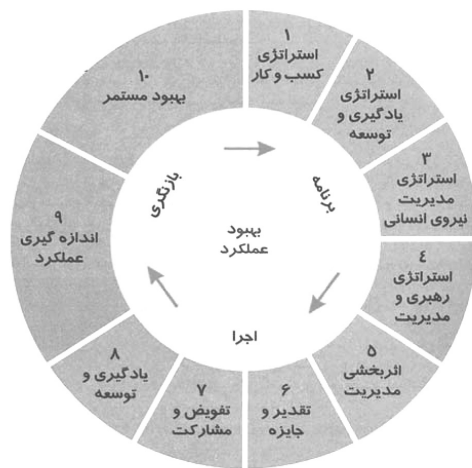 ۱
استراتژی
کسب و کار
۲
استراتژی
یادگیری و
توسعه
۳
استراتژی
مدیریت
نیروی انسانی
٤
استراتژی
رهبری و
مدیریت
۵
اثربخشی
مدیریت
۶
تقدیر و
جایزه
۷
تفویض و
مشارکت
۸
یادگیری و
توسعه
۹
اندازه گیری
عملکرد
۱۰
بهبود مستمر
برنامه
اجرا
بازنگری
بهبود
عملکرد